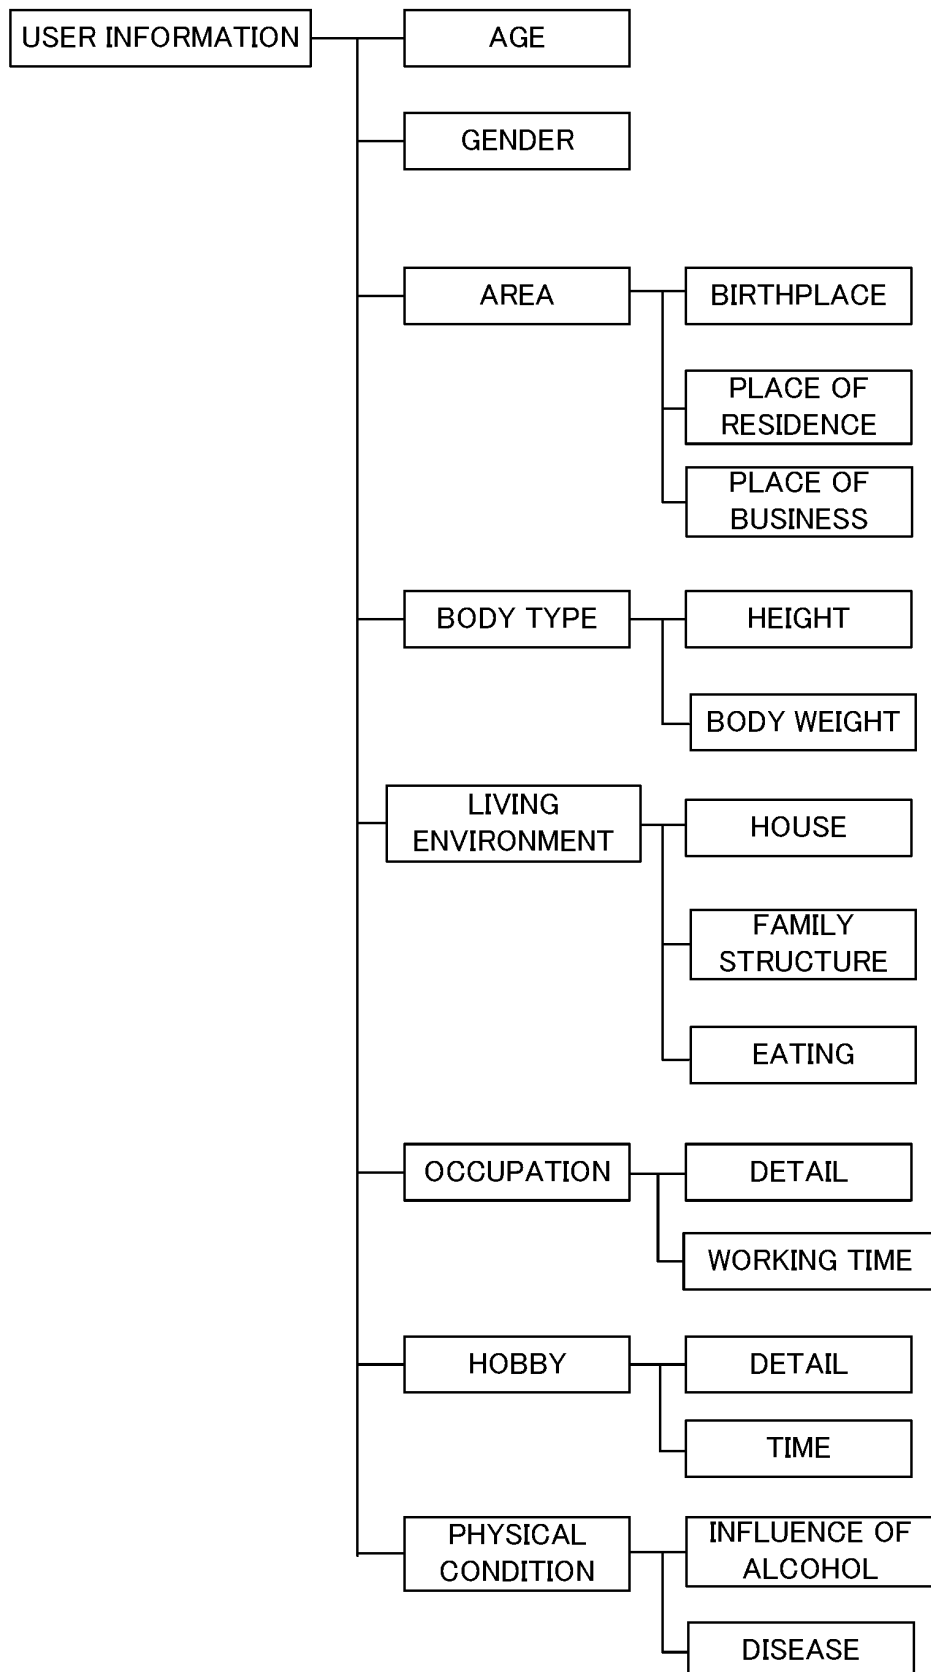 USER INFORMATION
AGE
GENDER
AREA
BIRTHPLACE
PLACE OF
RESIDENCE
PLACE OF
BUSINESS
BODY TYPE
HEIGHT
BODY WEIGHT
LIVING
ENVIRONMENT
HOUSE
FAMILY
STRUCTURE
EATING
OCCUPATION
DETAIL
WORKING TIME
HOBBY
DETAIL
TIME
PHYSICAL
CONDITION
INFLUENCE OF
ALCOHOL
DISEASE